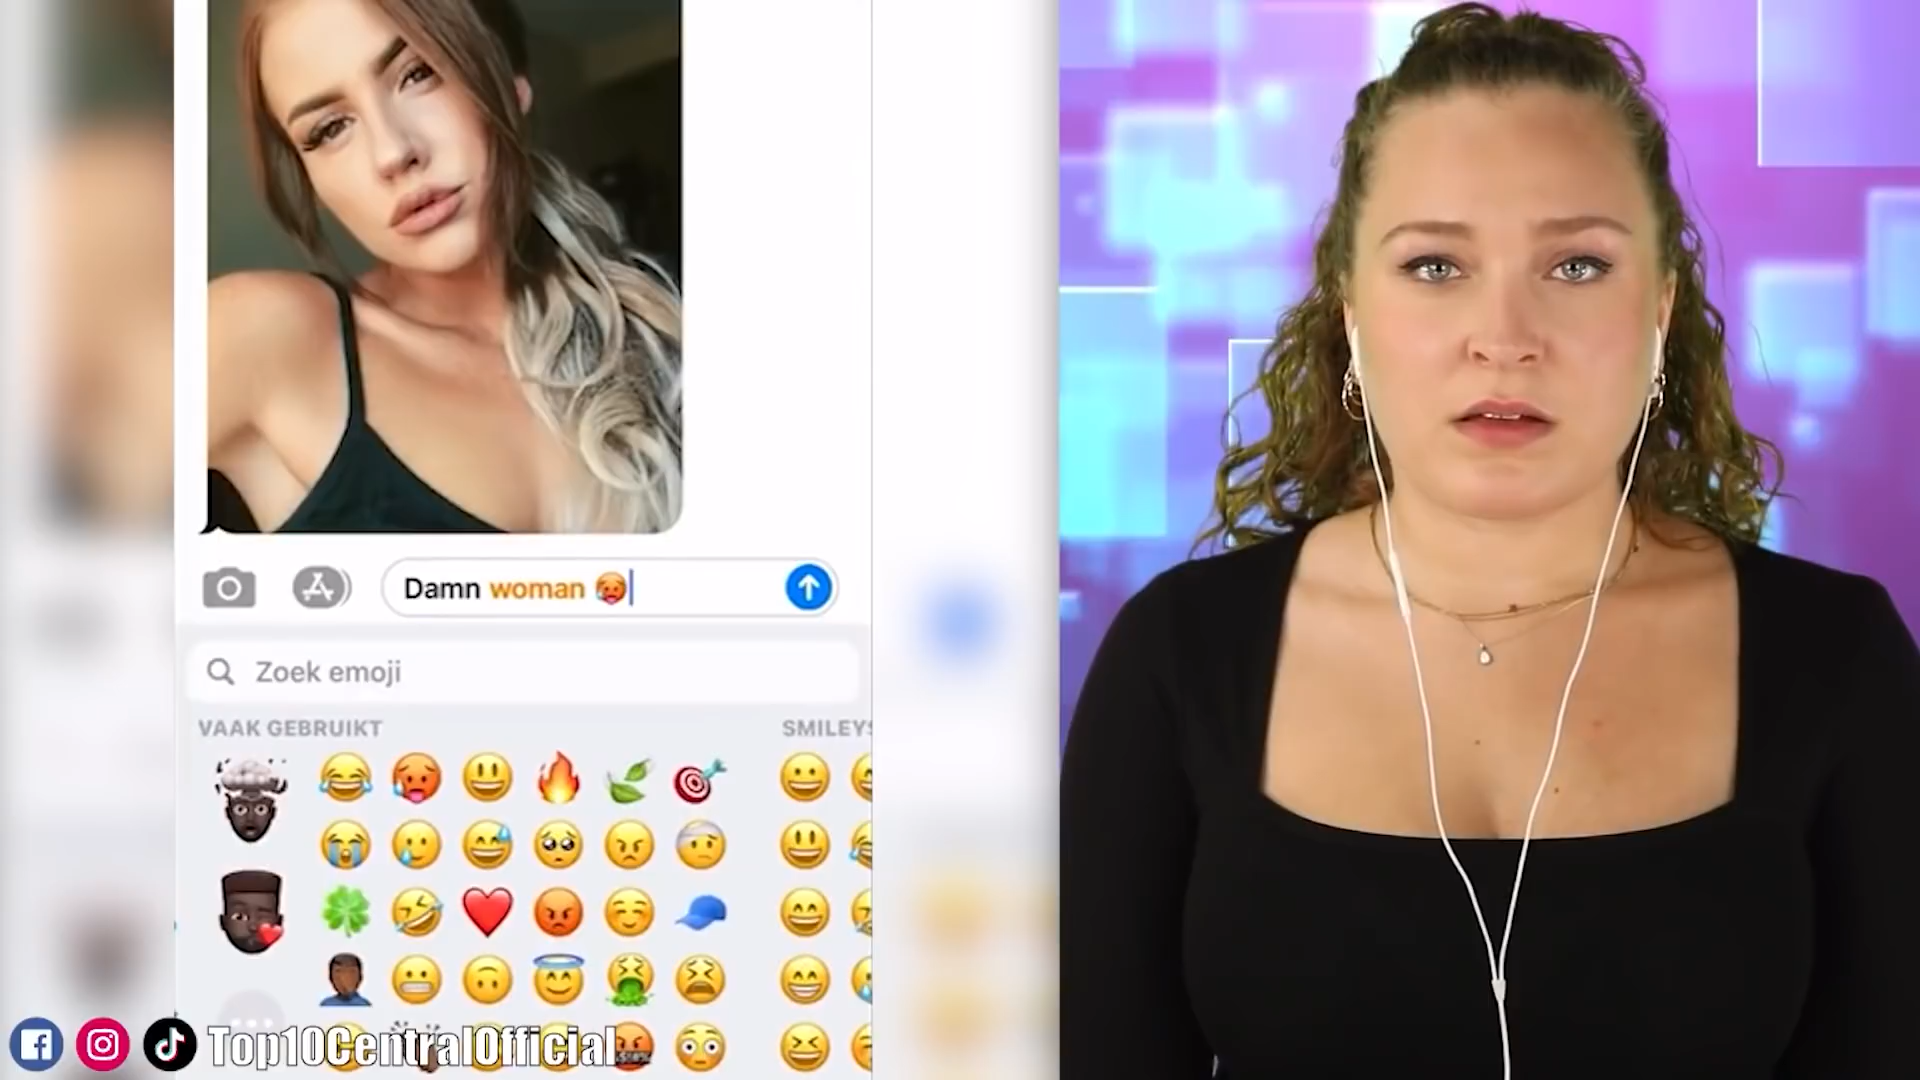 Damn woman 🥵
Zoek emoji
VAAK GEBRUIKT
SMILEYS
Top10CentralOfficial